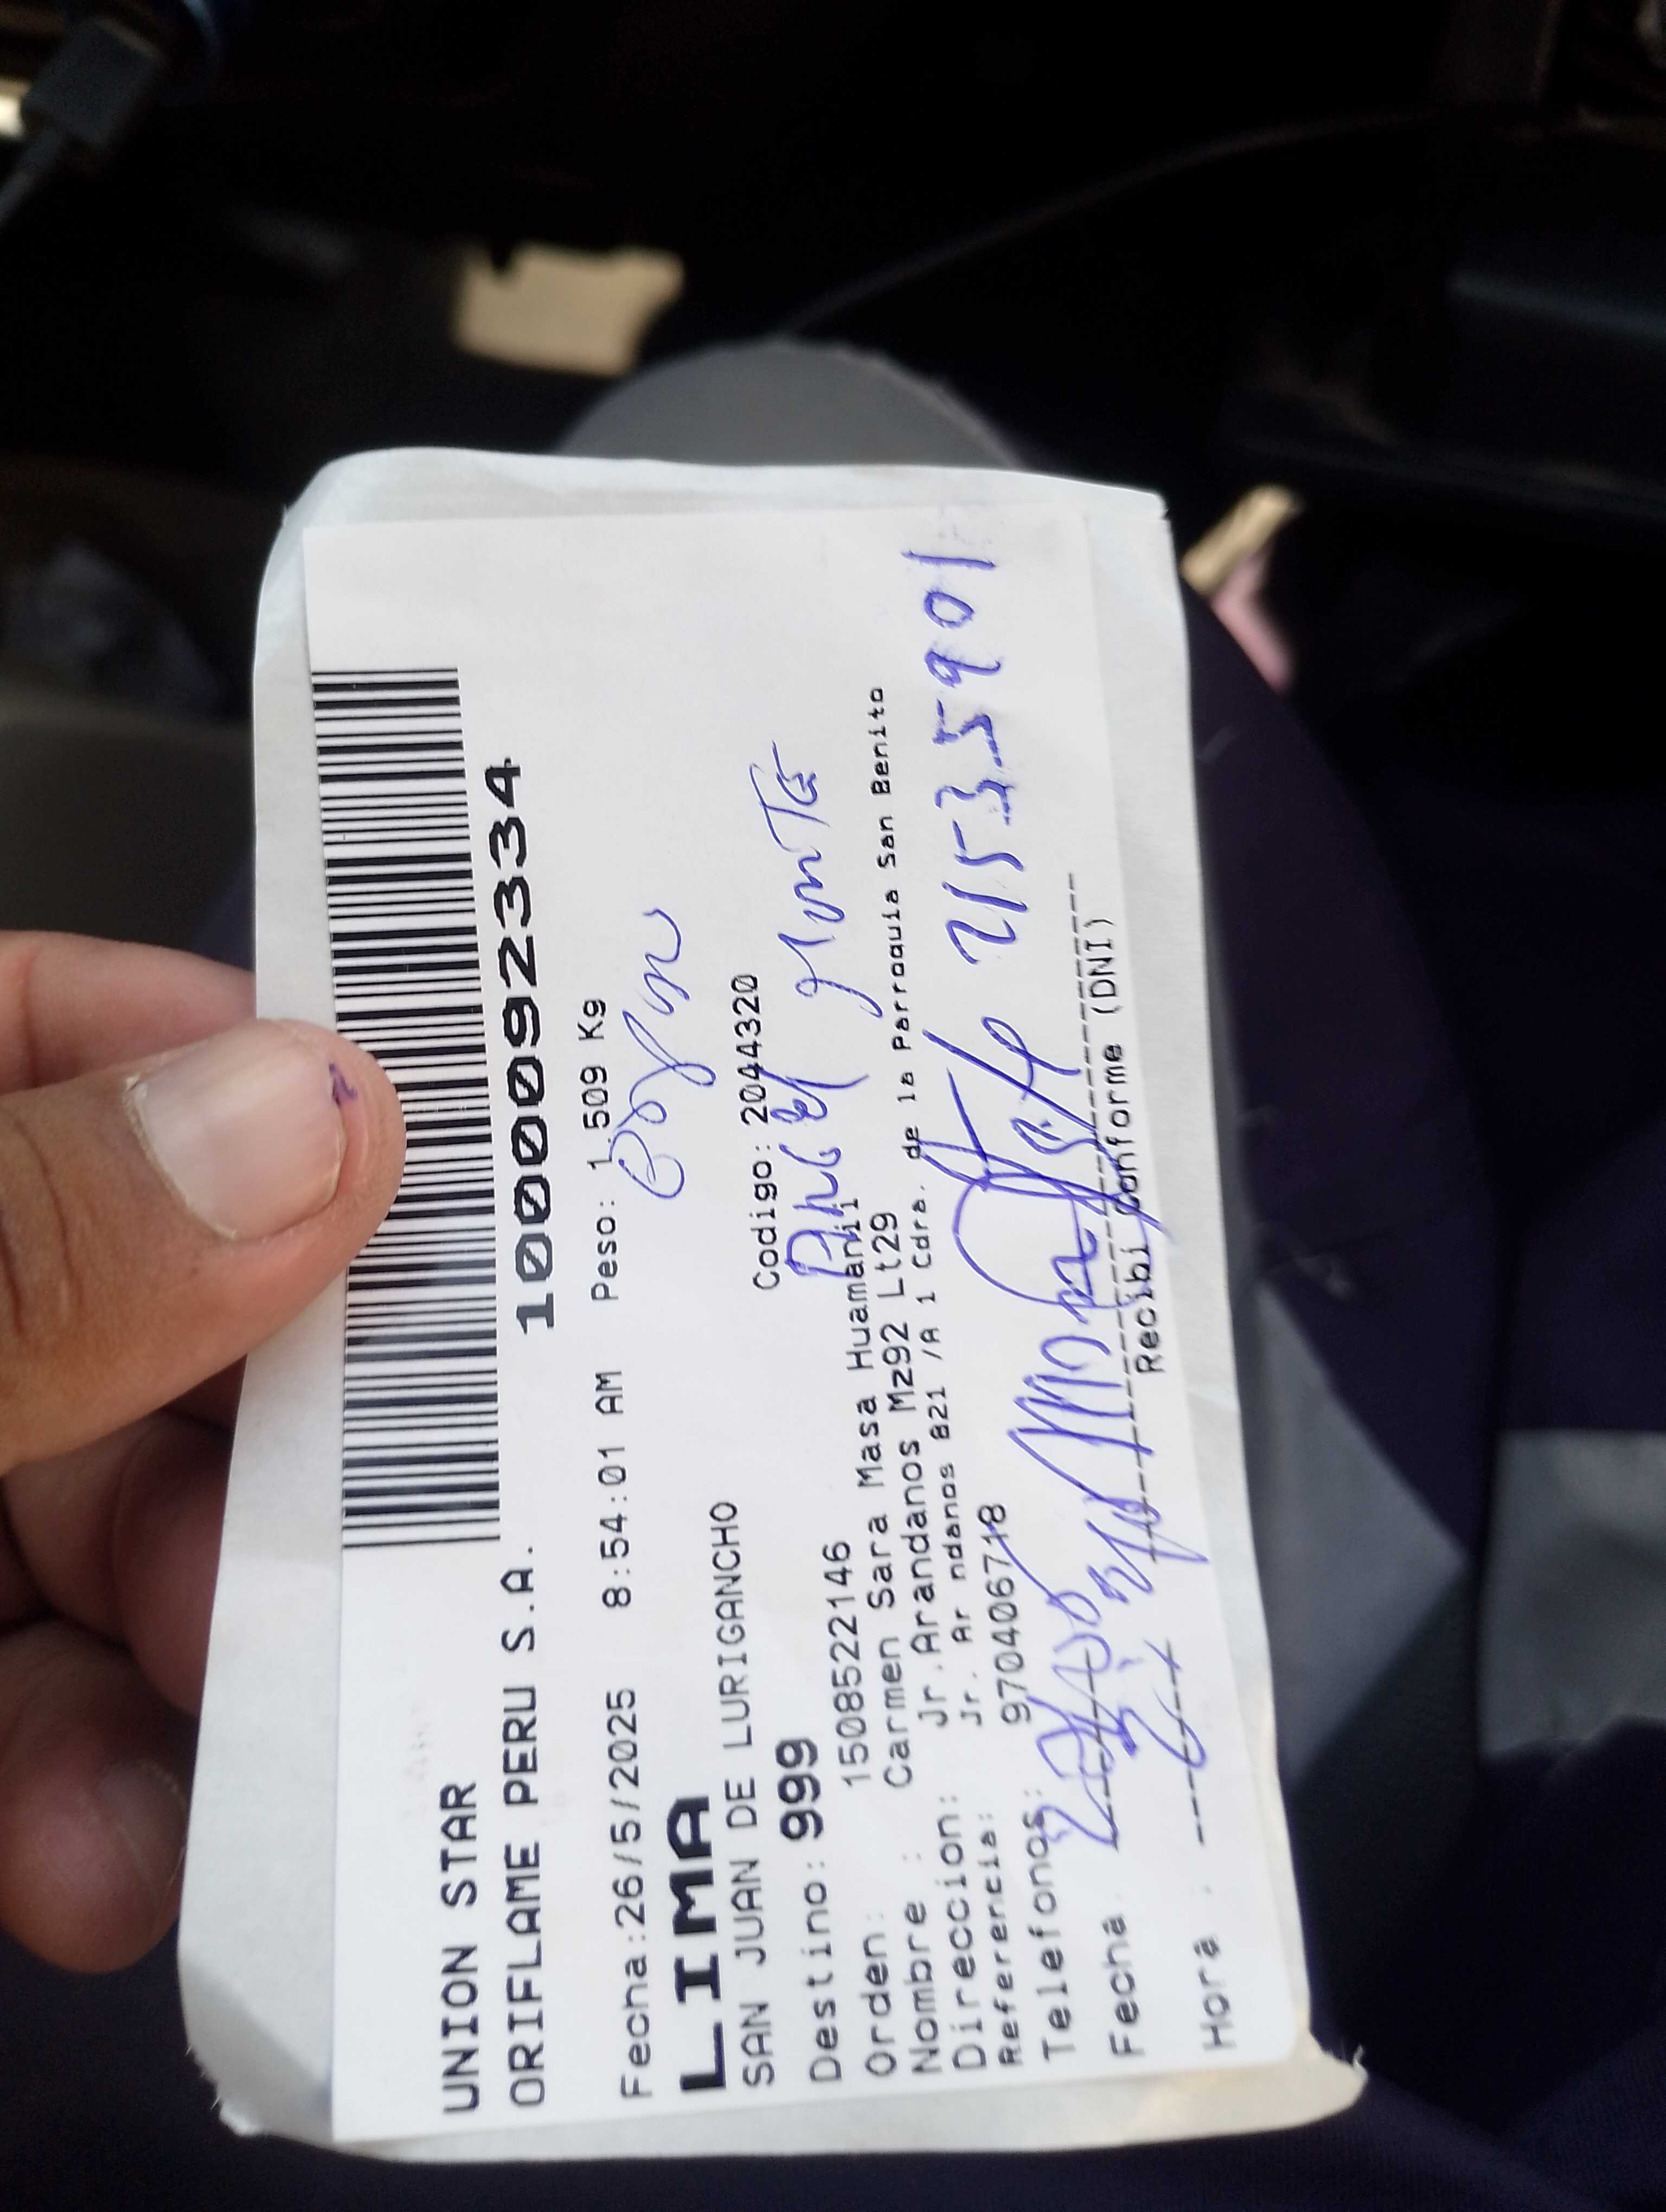 UNION STAR
ORIFLAME PERU S.A. 10000092334
Fecha:26/5/2025 8:54:01 AM Peso: 1.509 Kg
LIMA
SAN JUAN DE LURIGANCHO
Destino: 999 Codigo: 2044320
Orden: 1508522146
Nombre : Carmen Sara Masa Huamani
Direccion: Jr.Arandanos Mz92 Lt29
Referencia: Jr. Ar ndanos 821 /A 1 Cdra. de la Parroquia San Benito
Telefonos: 970406718
21535901
Fecha
Hora :
Recibi Conforme (DNI)